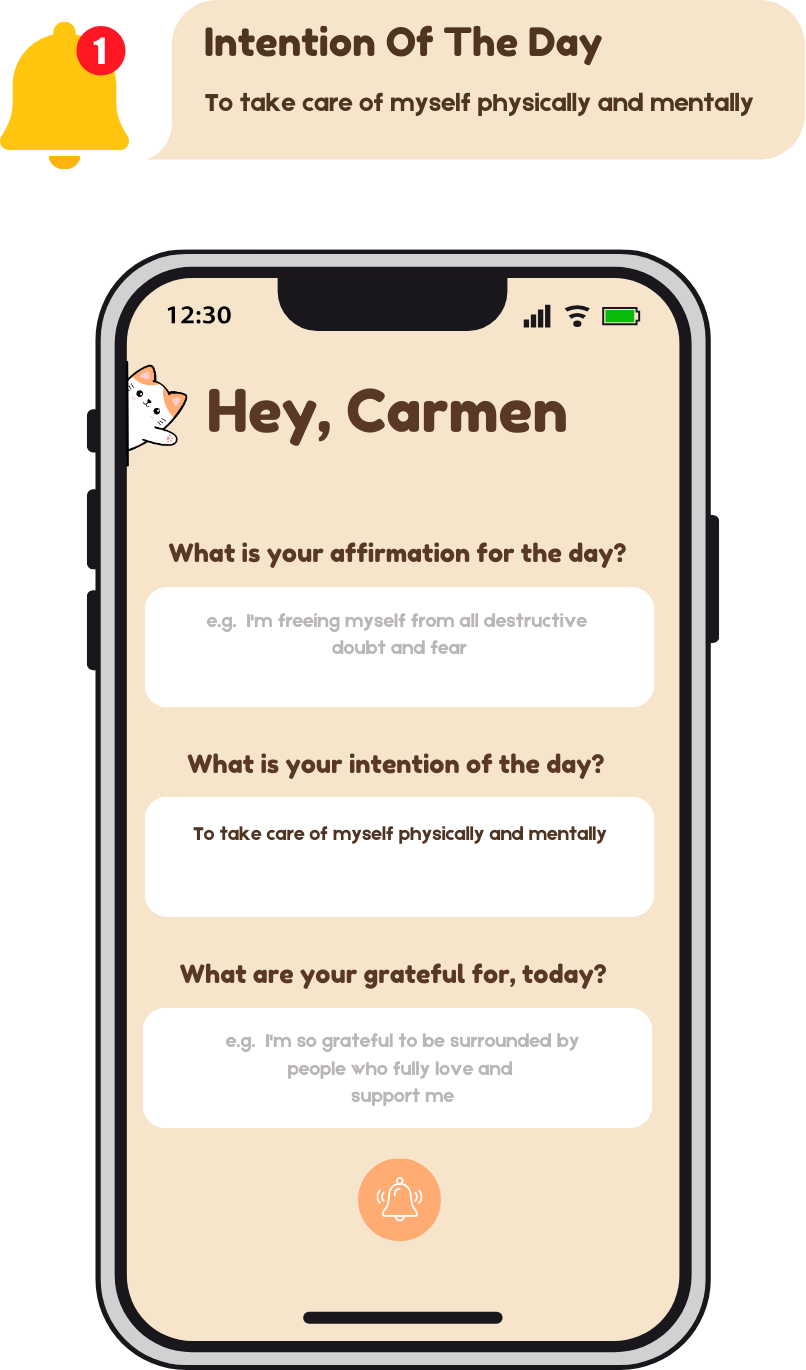 1
Intention Of The Day
To take care of myself physically and mentally
12:30
Hey, Carmen
What is your affirmation for the day?
e.g. I'm freeing myself from all destructive
doubt and fear
What is your intention of the day?
To take care of myself physically and mentally
What are your grateful for, today?
e.g. I'm so grateful to be surrounded by
people who fully love and
support me